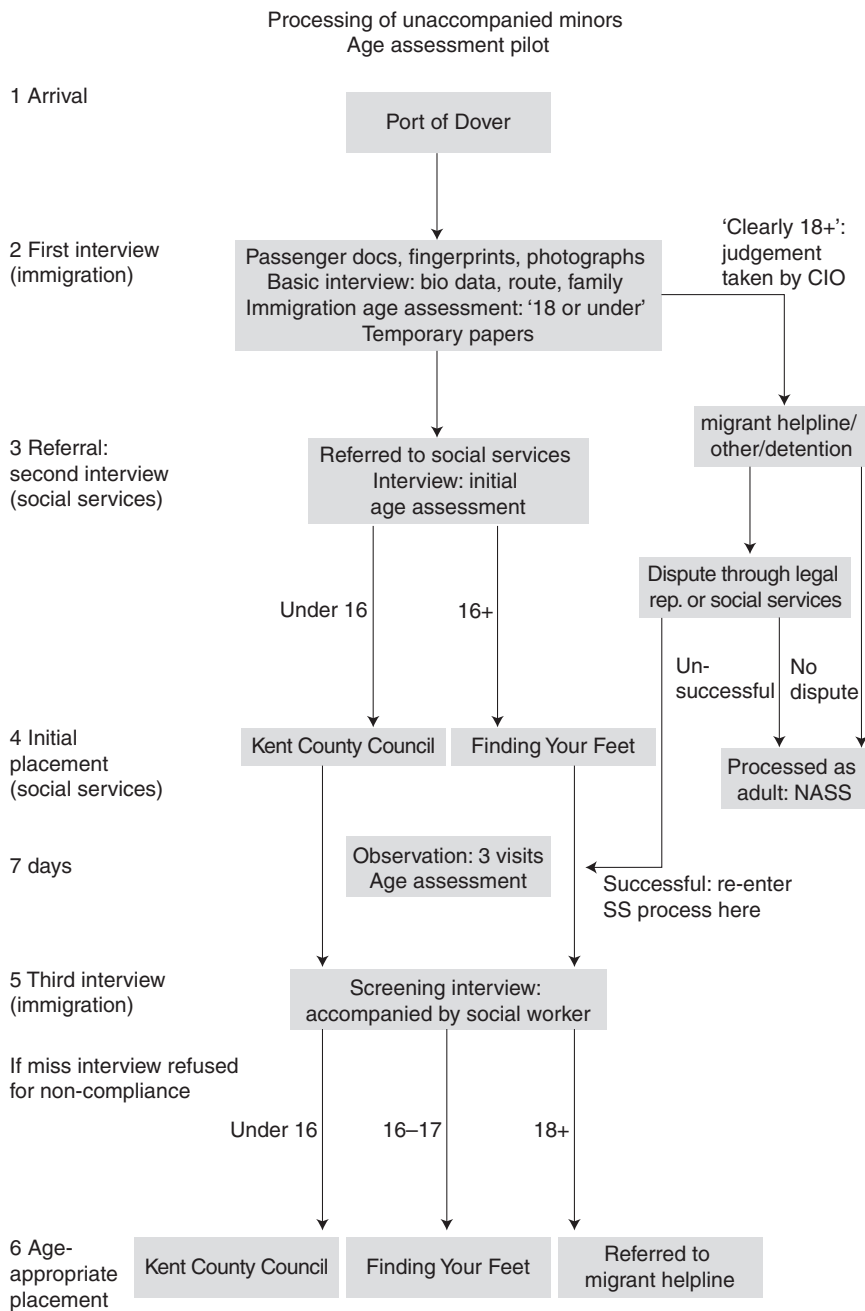 Processing of unaccompanied minors
Age assessment pilot
1 Arrival
Port of Dover
2 First interview
(immigration)
Passenger docs, fingerprints, photographs
Basic interview: bio data, route, family
Immigration age assessment: ‘18 or under’
Temporary papers
‘Clearly 18+’:
judgement
taken by CIO
3 Referral:
second interview
(social services)
Referred to social services
Interview: initial
age assessment
migrant helpline/
other/detention
Dispute through legal
rep. or social services
Under 16
16+
Un-
successful
No
dispute
4 Initial
placement
(social services)
Kent County Council
Finding Your Feet
Processed as
adult: NASS
7 days
Observation: 3 visits
Age assessment
Successful: re-enter
SS process here
5 Third interview
(immigration)
Screening interview:
accompanied by social worker
If miss interview refused
for non-compliance
Under 16
16–17
18+
6 Age-
appropriate
placement
Kent County Council
Finding Your Feet
Referred to
migrant helpline